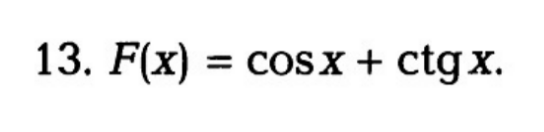 13. F(x) = cos x + ctg x.